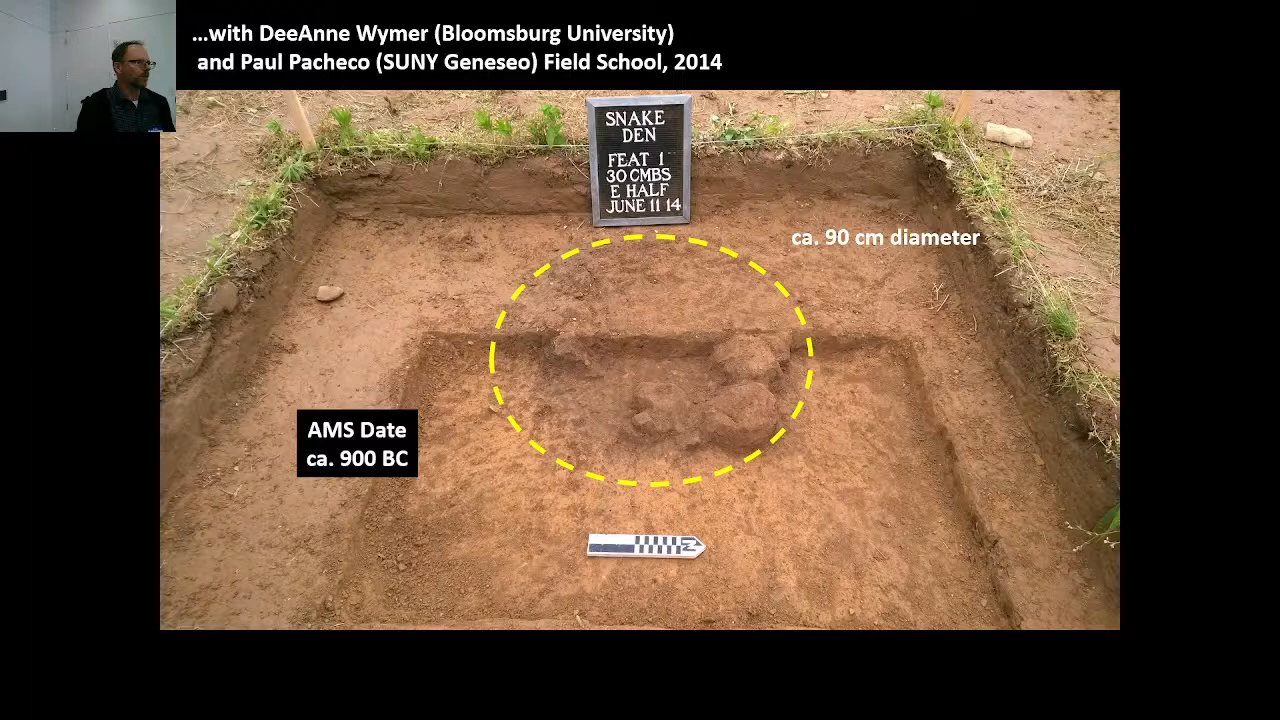 …with DeeAnne Wymer (Bloomsburg University)
and Paul Pacheco (SUNY Geneseo) Field School, 2014
SNAKE
DEN
FEAT 1
30 CMBS
E HALF
JUNE 11 14
ca. 90 cm diameter
AMS Date
ca. 900 BC
N